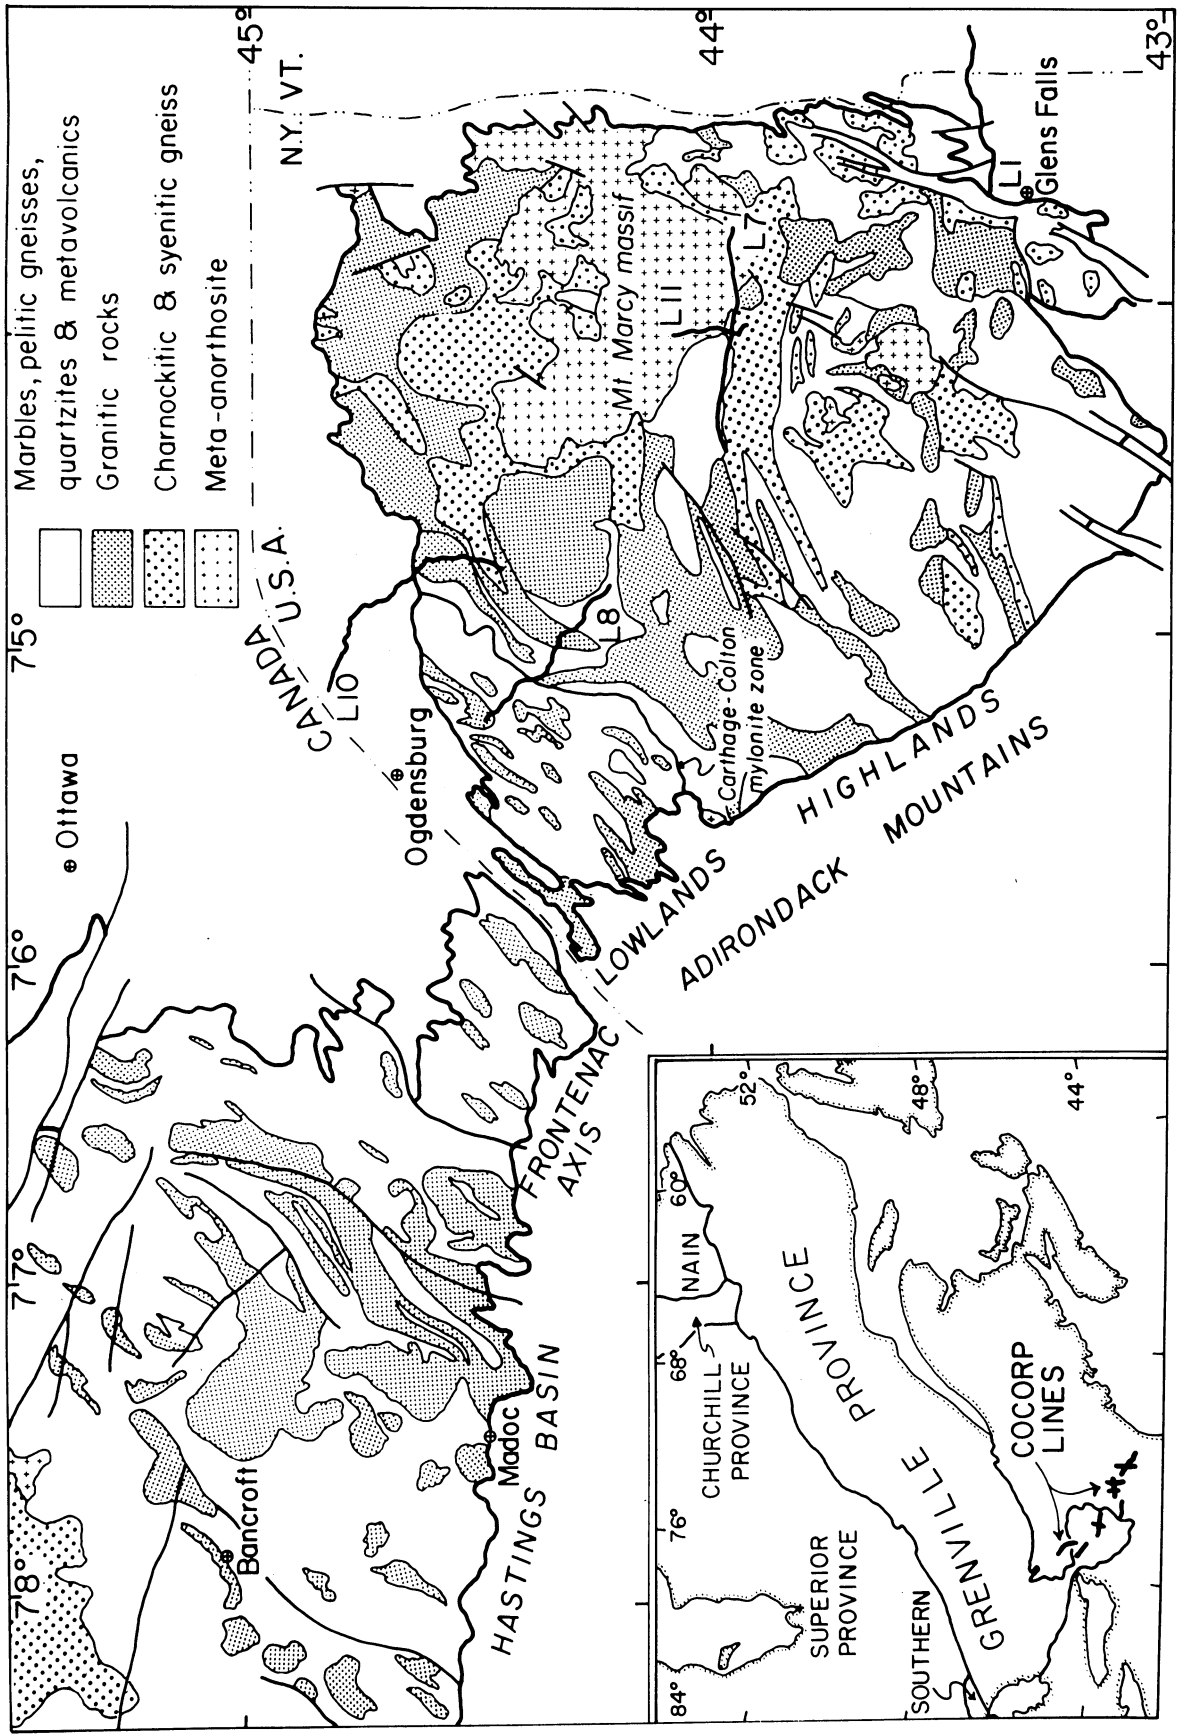 Marbles, pelitic gneisses,
quartzites & metavolcanics
Granitic rocks
Charnockitic & syenitic gneiss
Meta-anorthosite
78°
77°
76°
75°
45°
44°
43°
Ottawa
CANADA
U.S.A.
N.Y.
VT.
L10
Ogdensburg
L8
Mt Marcy massif
L11
L7
L1
Glens Falls
Carthage-Colton
mylonite zone
Bancroft
Madoc
HASTINGS BASIN
FRONTENAC
AXIS
LOWLANDS
HIGHLANDS
ADIRONDACK MOUNTAINS
84°
76°
68°
60°
52°
48°
44°
SUPERIOR
PROVINCE
CHURCHILL
PROVINCE
NAIN
SOUTHERN
GRENVILLE PROVINCE
COCORP
LINES